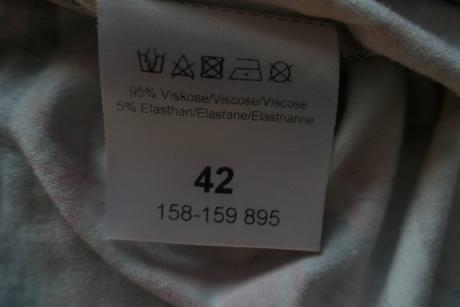 95% Viskose/Viscose/Viscose
5% Elasthan/Elastane/Elasthanne
42
158-159 895